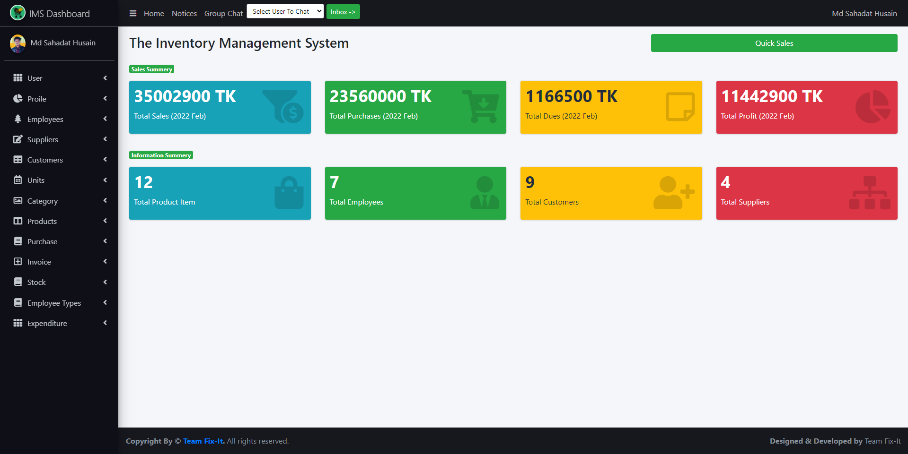 IMS Dashboard
Home Notices Group Chat Select User To Chat Inbox ->
Md Sahadat Husain
Md Sahadat Husain
User
Proile
Employees
Suppliers
Customers
Units
Category
Products
Purchase
Invoice
Stock
Employee Types
Expenditure
The Inventory Management System
Quick Sales
Sales Summery
35002900 TK
Total Sales (2022 Feb)
23560000 TK
Total Purchases (2022 Feb)
1166500 TK
Total Dues (2022 Feb)
11442900 TK
Total Profit (2022 Feb)
Information Summery
12
Total Product Item
7
Total Employees
9
Total Customers
4
Total Suppliers
Copyright By © Team Fix-It. All rights reserved.
Designed & Developed by Team Fix-It